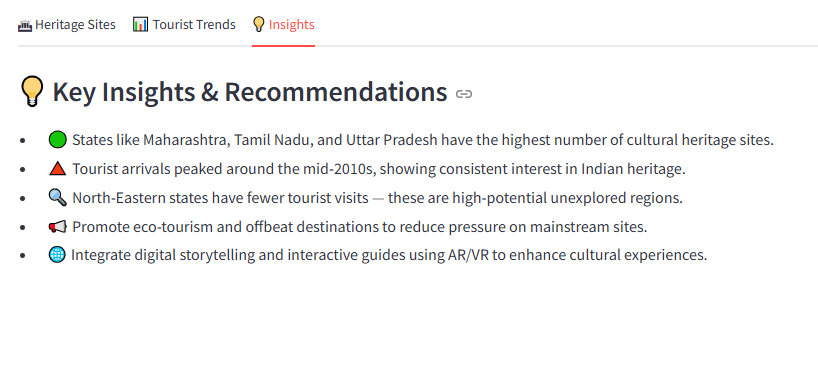 Heritage Sites Tourist Trends Insights
Key Insights & Recommendations
States like Maharashtra, Tamil Nadu, and Uttar Pradesh have the highest number of cultural heritage sites.
Tourist arrivals peaked around the mid-2010s, showing consistent interest in Indian heritage.
North-Eastern states have fewer tourist visits — these are high-potential unexplored regions.
Promote eco-tourism and offbeat destinations to reduce pressure on mainstream sites.
Integrate digital storytelling and interactive guides using AR/VR to enhance cultural experiences.